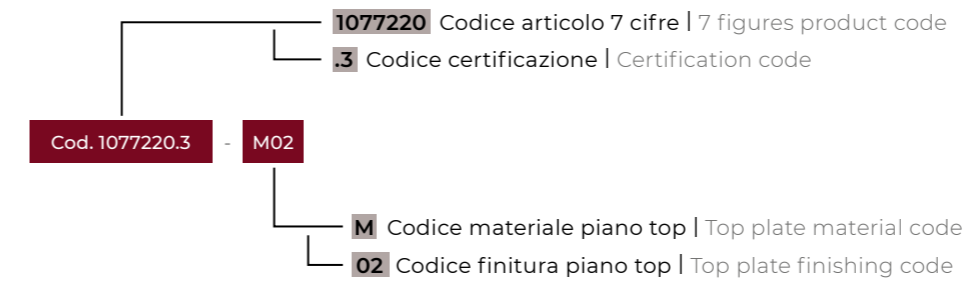 1077220 Codice articolo 7 cifre | 7 figures product code
.3 Codice certificazione | Certification code
Cod. 1077220.3 - M02
M Codice materiale piano top | Top plate material code
02 Codice finitura piano top | Top plate finishing code